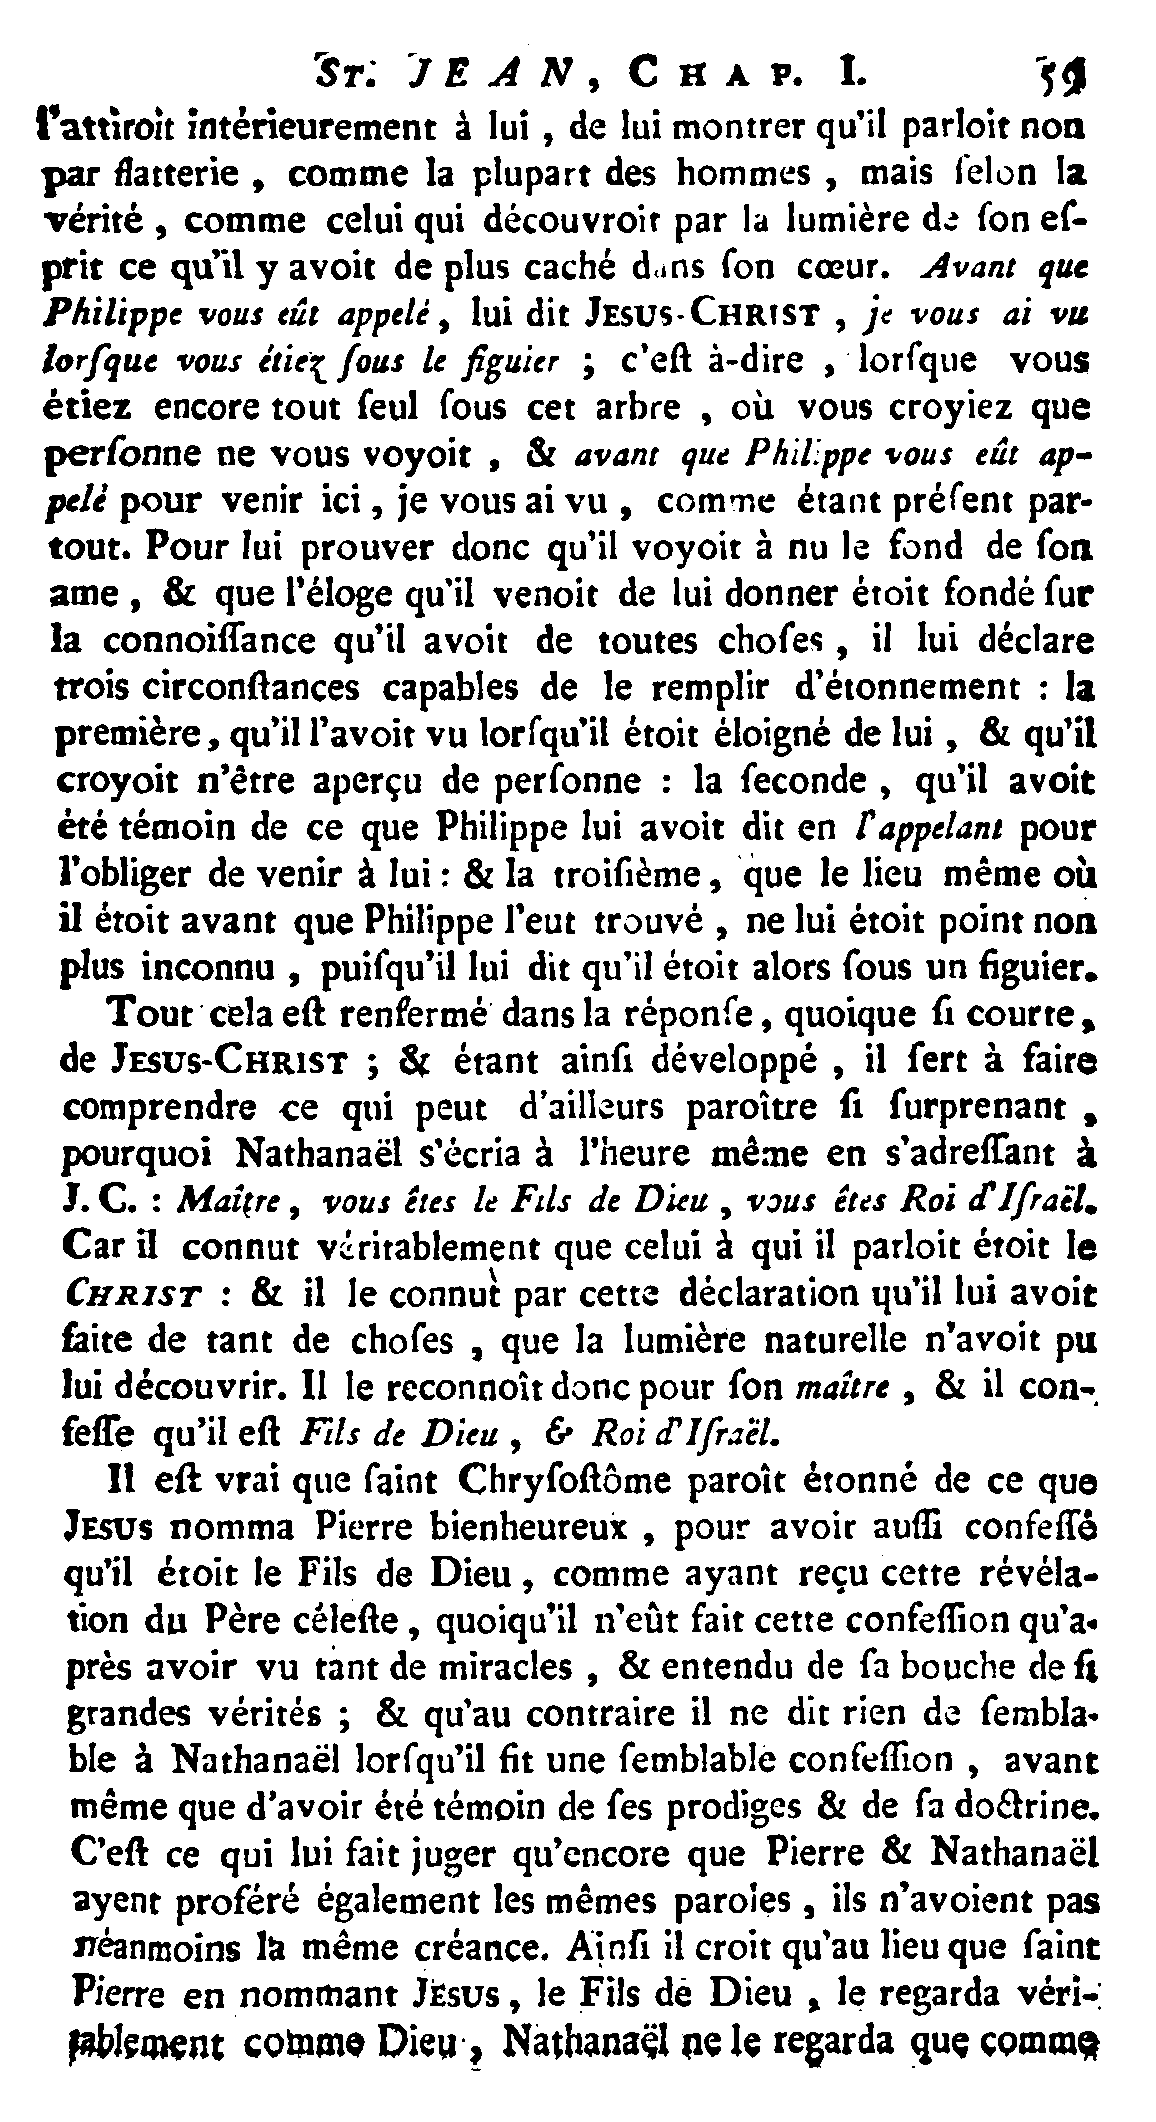 St. JEAN, CHAP. I. 59
l'attiroit intérieurement à lui, de lui montrer qu'il parloit non
par flatterie, comme la plupart des hommes, mais ſelon la
vérité, comme celui qui découvroit par la lumière de ſon eſ-
prit ce qu'il y avoit de plus caché dans ſon cœur. Avant que
Philippe vous eût appelé, lui dit JESUS-CHRIST, je vous ai vu
lorſque vous étiez ſous le figuier ; c'eſt à-dire, lorſque vous
étiez encore tout ſeul ſous cet arbre, où vous croyiez que
perſonne ne vous voyoit, & avant que Philippe vous eût ap-
pelé pour venir ici, je vous ai vu, comme étant préſent par-
tout. Pour lui prouver donc qu'il voyoit à nu le fond de ſon
ame, & que l'éloge qu'il venoit de lui donner étoit fondé ſur
la connoiſſance qu'il avoit de toutes choſes, il lui déclare
trois circonſtances capables de le remplir d'étonnement : la
première, qu'il l'avoit vu lorſqu'il étoit éloigné de lui, & qu'il
croyoit n'être aperçu de perſonne : la ſeconde, qu'il avoit
été témoin de ce que Philippe lui avoit dit en l'appelant pour
l'obliger de venir à lui : & la troiſième, que le lieu même où
il étoit avant que Philippe l'eut trouvé, ne lui étoit point non
plus inconnu, puiſqu'il lui dit qu'il étoit alors ſous un figuier.
Tout cela eſt renfermé dans la réponſe, quoique ſi courte,
de JESUS-CHRIST ; & étant ainſi développé, il ſert à faire
comprendre ce qui peut d'ailleurs paroître ſi ſurprenant,
pourquoi Nathanaël s'écria à l'heure même en s'adreſſant à
J. C. : Maître, vous êtes le Fils de Dieu, vous êtes Roi d'Iſraël.
Car il connut véritablement que celui à qui il parloit étoit le
CHRIST : & il le connut par cette déclaration qu'il lui avoit
faite de tant de choſes, que la lumière naturelle n'avoit pu
lui découvrir. Il le reconnoît donc pour ſon maître, & il con-
feſſe qu'il eſt Fils de Dieu, & Roi d'Iſraël.
Il eſt vrai que ſaint Chryſoſtôme paroît étonné de ce que
JESUS nomma Pierre bienheureux, pour avoir auſſi confeſſé
qu'il étoit le Fils de Dieu, comme ayant reçu cette révéla-
tion du Père céleſte, quoiqu'il n'eût fait cette confeſſion qu'a-
près avoir vu tant de miracles, & entendu de ſa bouche de ſi
grandes vérités ; & qu'au contraire il ne dit rien de ſembla-
ble à Nathanaël lorſqu'il fit une ſemblable confeſſion, avant
même que d'avoir été témoin de ſes prodiges & de ſa doctrine.
C'eſt ce qui lui fait juger qu'encore que Pierre & Nathanaël
ayent proféré également les mêmes paroles, ils n'avoient pas
néanmoins la même créance. Ainſi il croit qu'au lieu que ſaint
Pierre en nommant JESUS, le Fils de Dieu, le regarda véri-
tablement comme Dieu, Nathanaël ne le regarda que comme